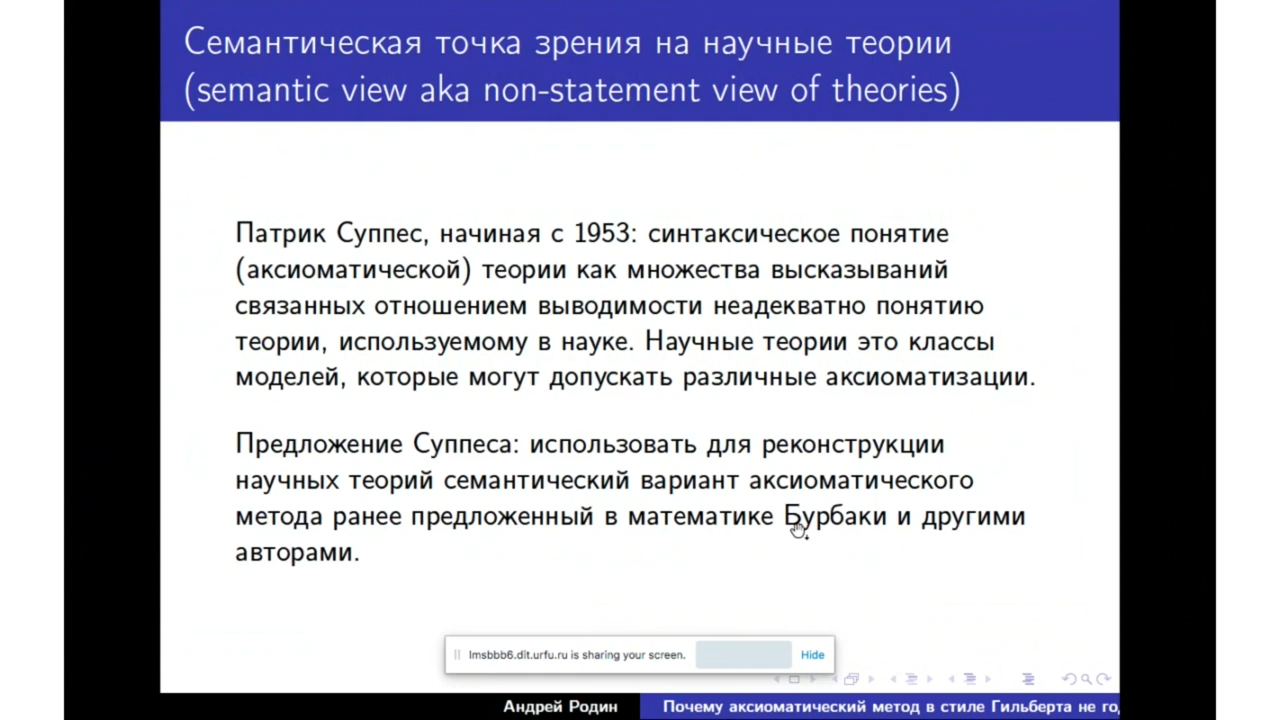 Семантическая точка зрения на научные теории
(semantic view aka non-statement view of theories)
Патрик Суппес, начиная с 1953: синтаксическое понятие
(аксиоматической) теории как множества высказываний
связанных отношением выводимости неадекватно понятию
теории, используемому в науке. Научные теории это классы
моделей, которые могут допускать различные аксиоматизации.
Предложение Суппеса: использовать для реконструкции
научных теорий семантический вариант аксиоматического
метода ранее предложенный в математике Бурбаки и другими
авторами.
lmsbbb6.dit.urfu.ru is sharing your screen.
Hide
Андрей Родин
Почему аксиоматический метод в стиле Гильберта не го